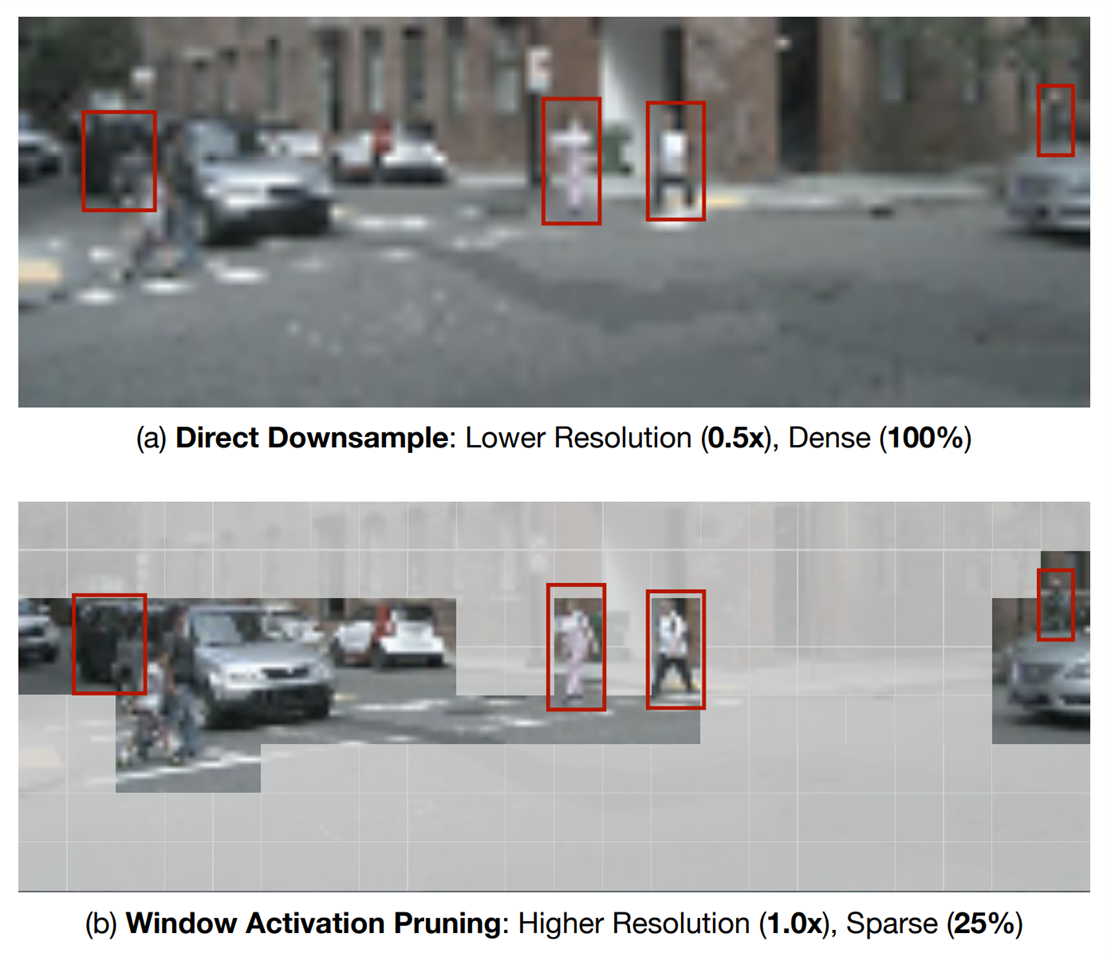 (a) Direct Downsample: Lower Resolution (0.5x), Dense (100%)
(b) Window Activation Pruning: Higher Resolution (1.0x), Sparse (25%)